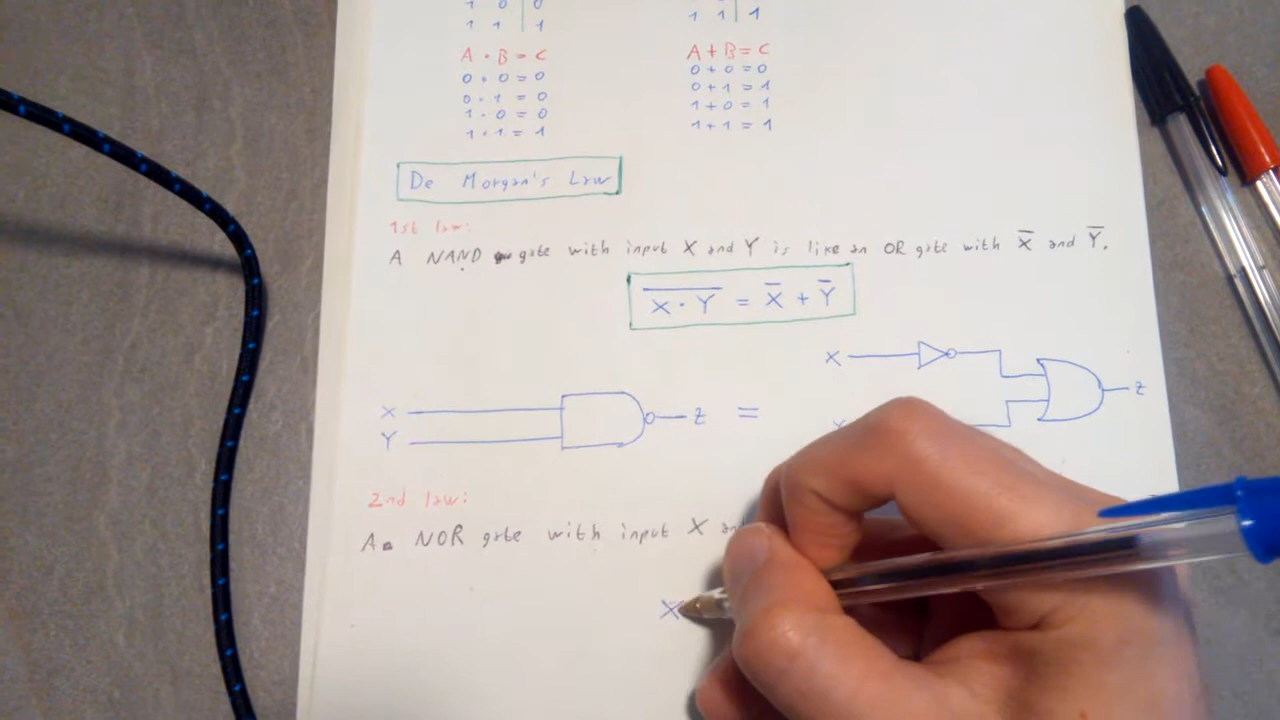 1 0 | 0
1 1 | 1
1 1 | 1
A · B = C
0 · 0 = 0
0 · 1 = 0
1 · 0 = 0
1 · 1 = 1
A + B = C
0 + 0 = 0
0 + 1 = 1
1 + 0 = 1
1 + 1 = 1
De Morgan's Law
1st law:
A NAND gate with input X and Y is like an OR gate with X̅ and Y̅.
X̅ ̅·̅ ̅Y̅ = X̅ + Y̅
X
Y
Z
=
X
Z
2nd law:
A NOR gate with input X and
X